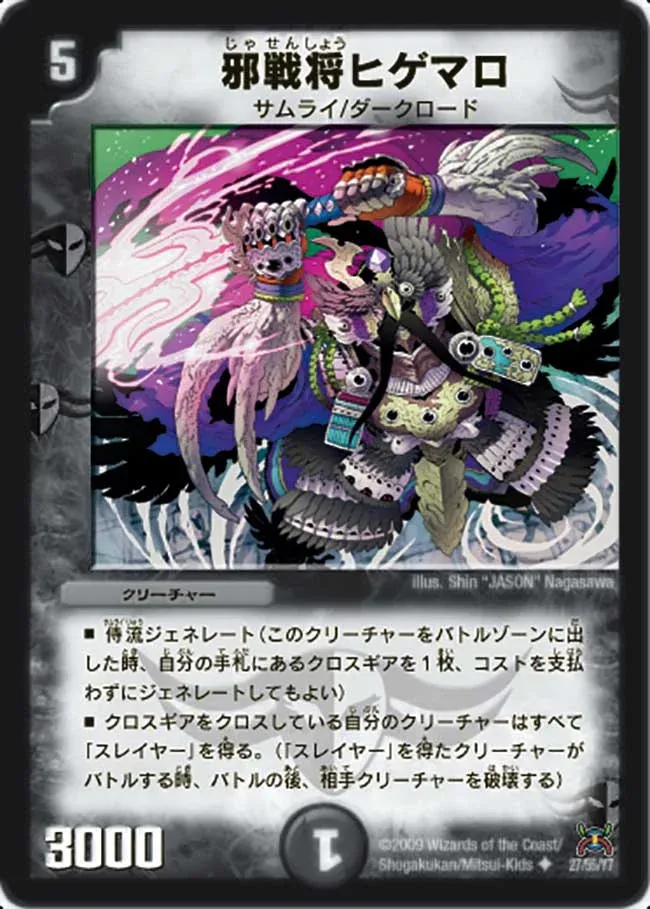 5
じゃせんしょう
邪戦将ヒゲマロ
サムライ/ダークロード
illus. Shin "JASON" Nagasawa
クリーチャー
■ 侍流ジェネレート(このクリーチャーをバトルゾーンに出
した時、自分の手札にあるクロスギアを1枚、コストを支払
わずにジェネレートしてもよい)
■ クロスギアをクロスしている自分のクリーチャーはすべて
「スレイヤー」を得る。(「スレイヤー」を得たクリーチャーが
バトルする時、バトルの後、相手クリーチャーを破壊する)
3000
1
©2009 Wizards of the Coast/
Shogakukan/Mitsui-Kids ◆
27/55/Y7